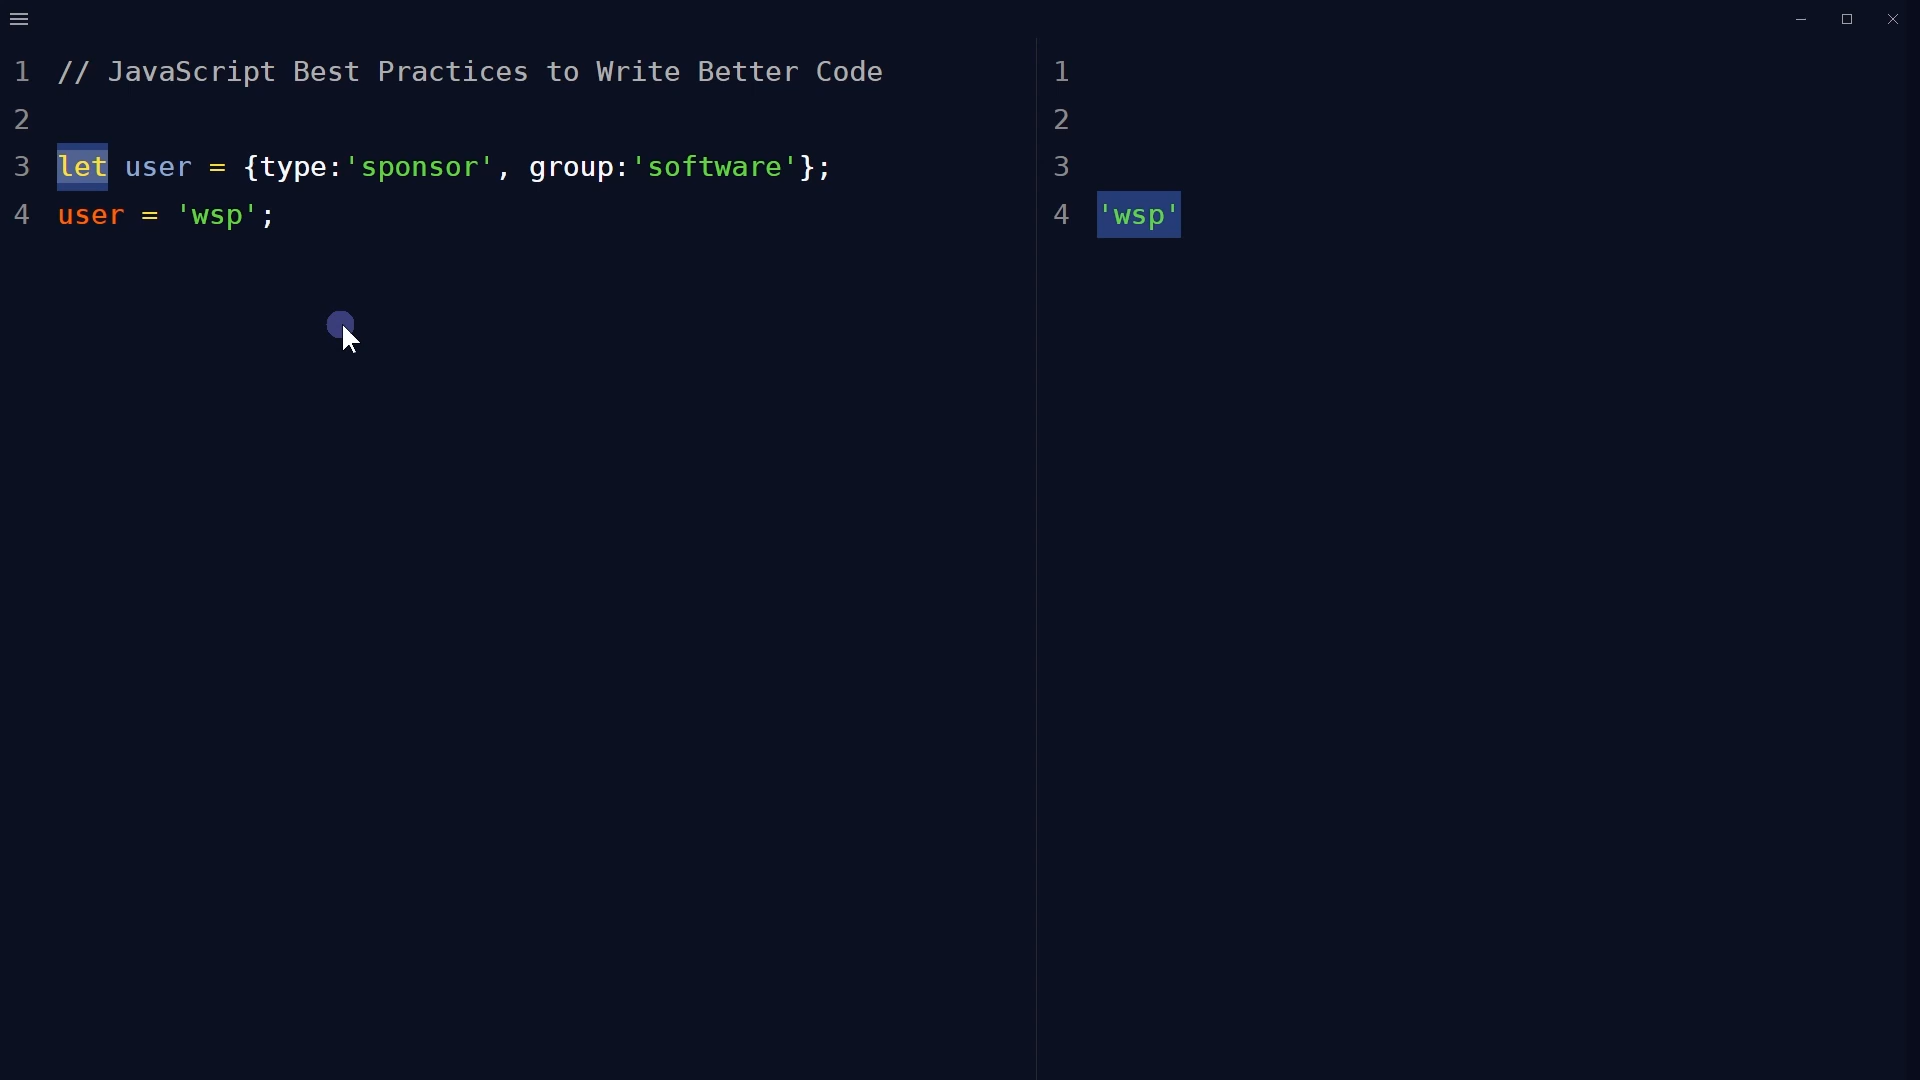 1 // JavaScript Best Practices to Write Better Code
2
3 let user = {type:'sponsor', group:'software'};
4 user = 'wsp';
1
2
3
4 'wsp'